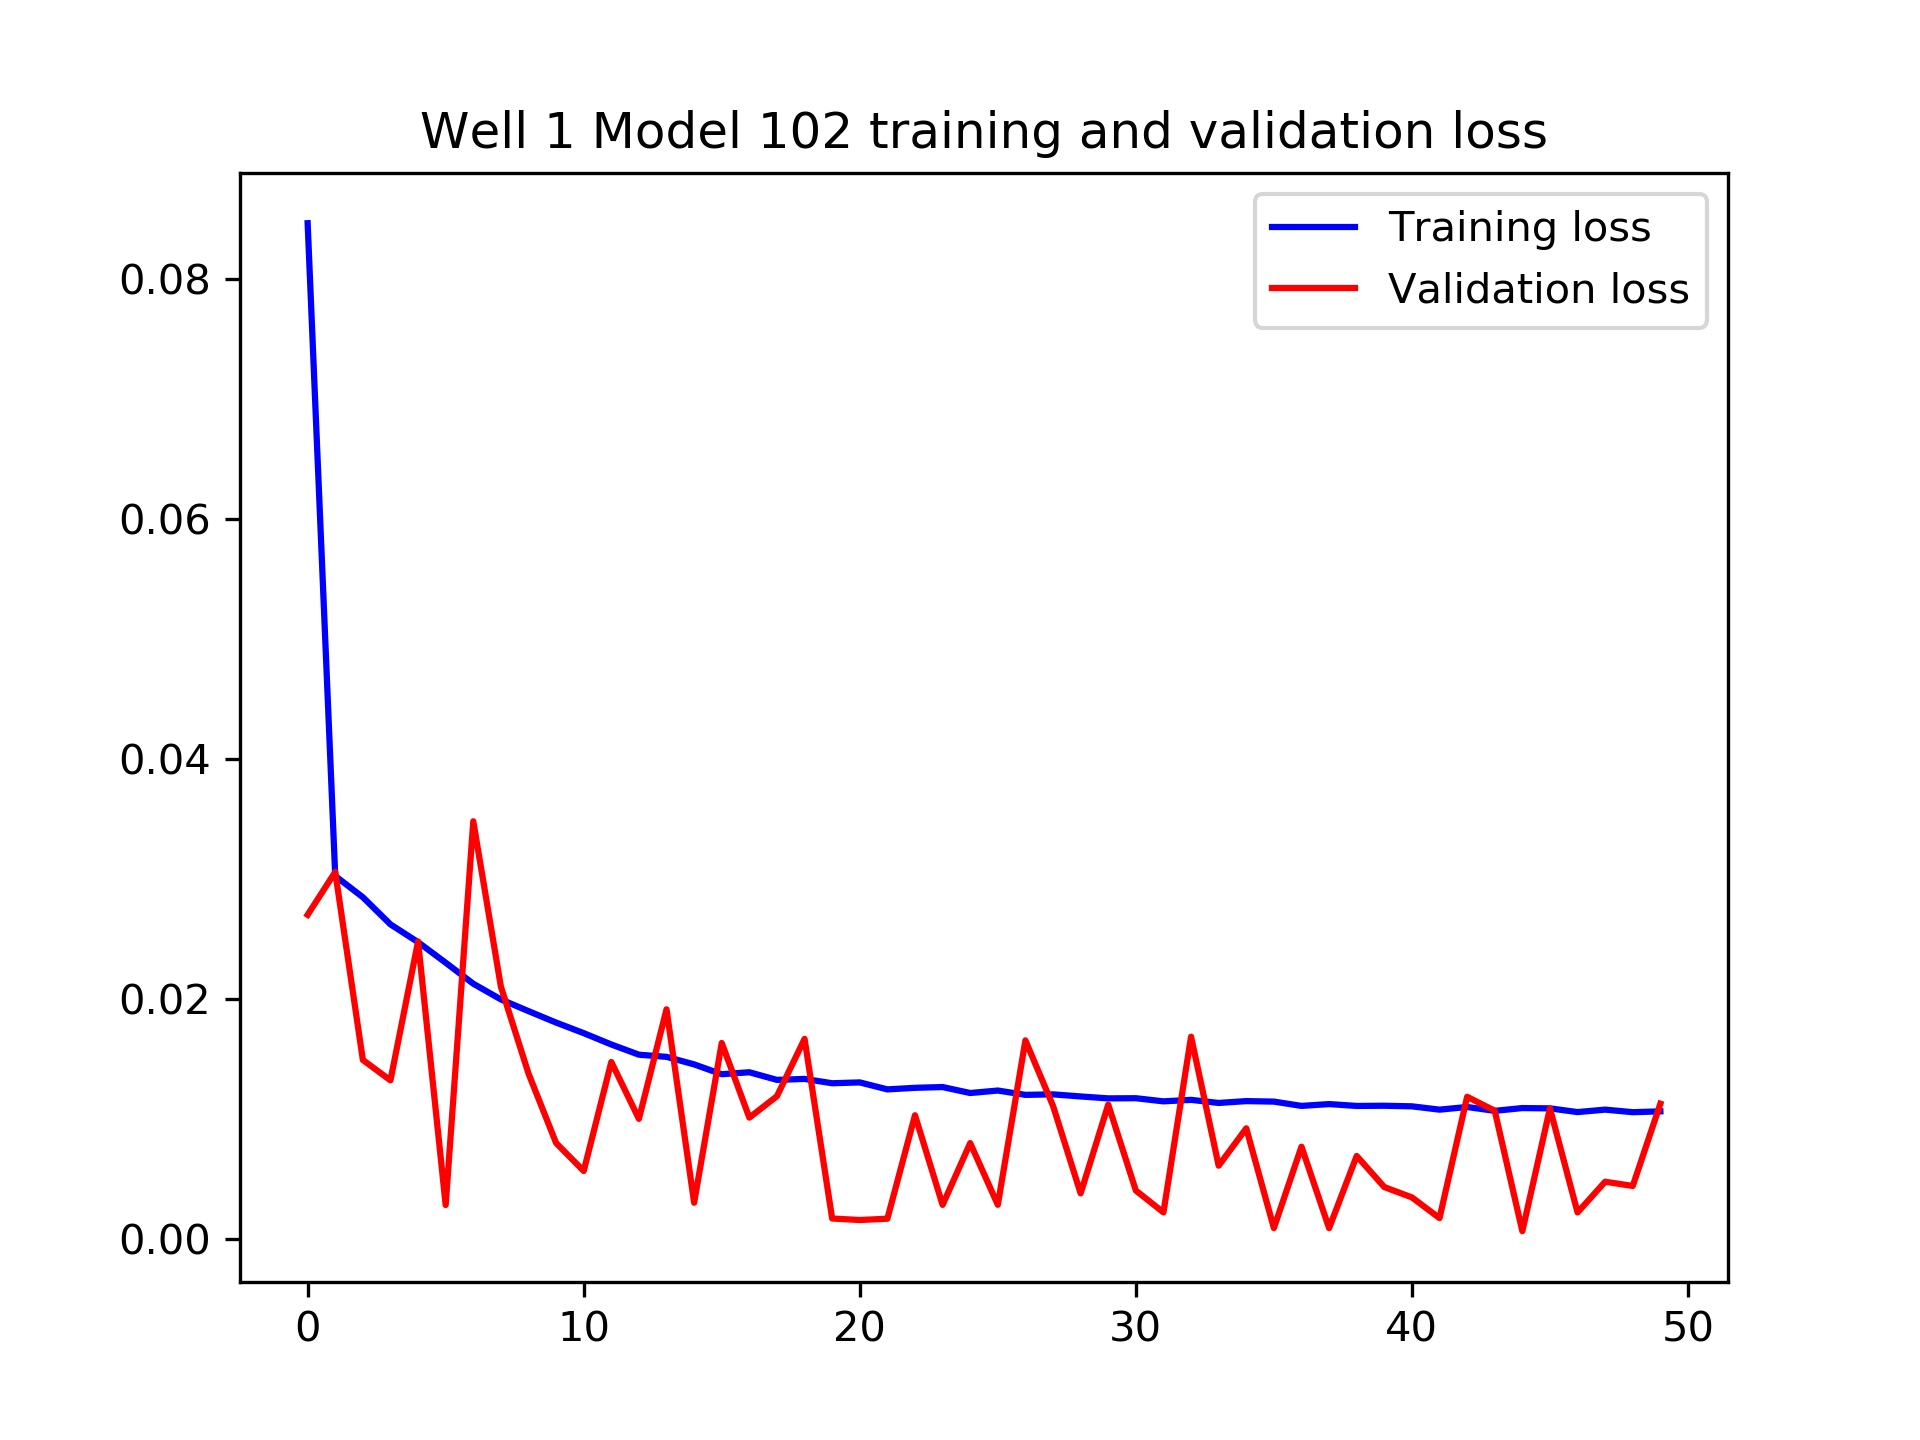 Well 1 Model 102 training and validation loss
Training loss
Validation loss
0.08
0.06
0.04
0.02
0.00
0 10 20 30 40 50